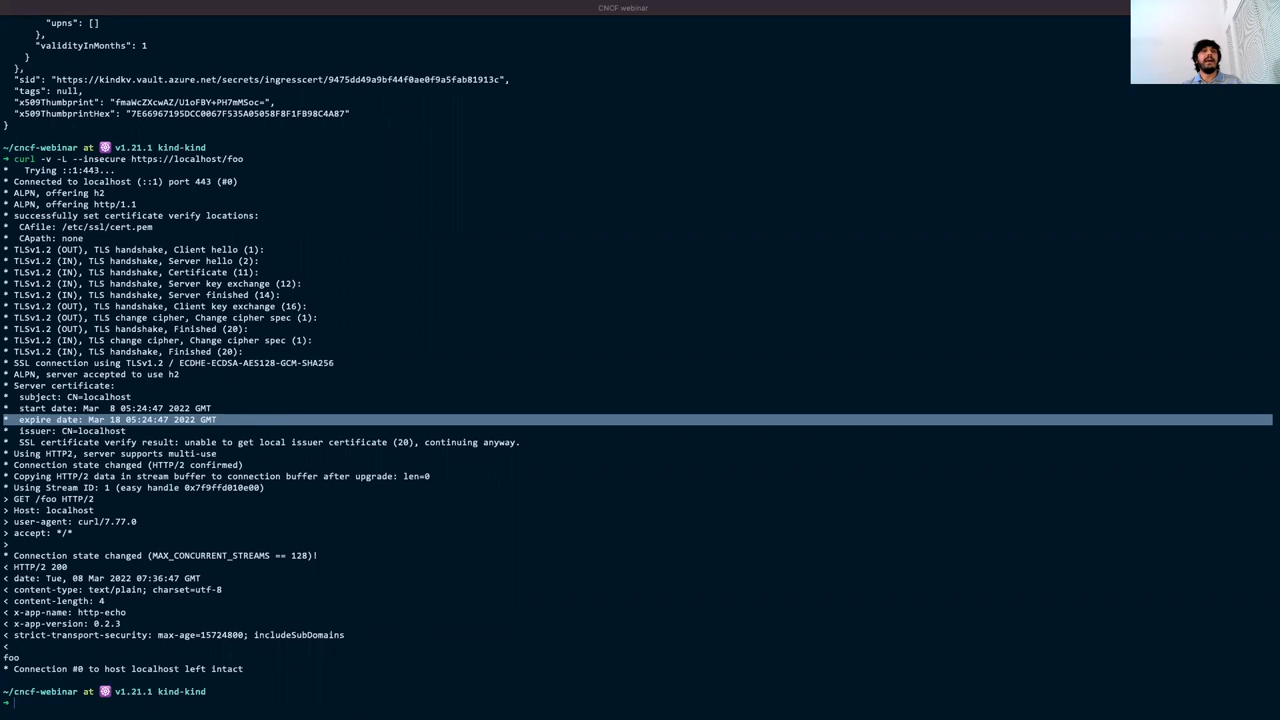 CNCF webinar
"upns": []
},
"validityInMonths": 1
}
},
"sid": "https://kindkv.vault.azure.net/secrets/ingresscert/9475dd49a9bf44f0ae0f9a5fab81913c",
"tags": null,
"x509Thumbprint": "fmaWcZXcwAZ/U1oFBY+PH7mMSoc=",
"x509ThumbprintHex": "7E66967195DCC0067F535A05058F8F1FB98C4A87"
}
~/cncf-webinar at v1.21.1 kind-kind
→ curl -v -L --insecure https://localhost/foo
* Trying ::1:443...
* Connected to localhost (::1) port 443 (#0)
* ALPN, offering h2
* ALPN, offering http/1.1
* successfully set certificate verify locations:
* CAfile: /etc/ssl/cert.pem
* CApath: none
* TLSv1.2 (OUT), TLS handshake, Client hello (1):
* TLSv1.2 (IN), TLS handshake, Server hello (2):
* TLSv1.2 (IN), TLS handshake, Certificate (11):
* TLSv1.2 (IN), TLS handshake, Server key exchange (12):
* TLSv1.2 (IN), TLS handshake, Server finished (14):
* TLSv1.2 (OUT), TLS handshake, Client key exchange (16):
* TLSv1.2 (OUT), TLS change cipher, Change cipher spec (1):
* TLSv1.2 (OUT), TLS handshake, Finished (20):
* TLSv1.2 (IN), TLS change cipher, Change cipher spec (1):
* TLSv1.2 (IN), TLS handshake, Finished (20):
* SSL connection using TLSv1.2 / ECDHE-ECDSA-AES128-GCM-SHA256
* ALPN, server accepted to use h2
* Server certificate:
* subject: CN=localhost
* start date: Mar 8 05:24:47 2022 GMT
* expire date: Mar 18 05:24:47 2022 GMT
* issuer: CN=localhost
* SSL certificate verify result: unable to get local issuer certificate (20), continuing anyway.
* Using HTTP2, server supports multi-use
* Connection state changed (HTTP/2 confirmed)
* Copying HTTP/2 data in stream buffer to connection buffer after upgrade: len=0
* Using Stream ID: 1 (easy handle 0x7f9ffd010e00)
> GET /foo HTTP/2
> Host: localhost
> user-agent: curl/7.77.0
> accept: */*
>
* Connection state changed (MAX_CONCURRENT_STREAMS == 128)!
< HTTP/2 200
< date: Tue, 08 Mar 2022 07:36:47 GMT
< content-type: text/plain; charset=utf-8
< content-length: 4
< x-app-name: http-echo
< x-app-version: 0.2.3
< strict-transport-security: max-age=15724800; includeSubDomains
<
foo
* Connection #0 to host localhost left intact
~/cncf-webinar at v1.21.1 kind-kind
→